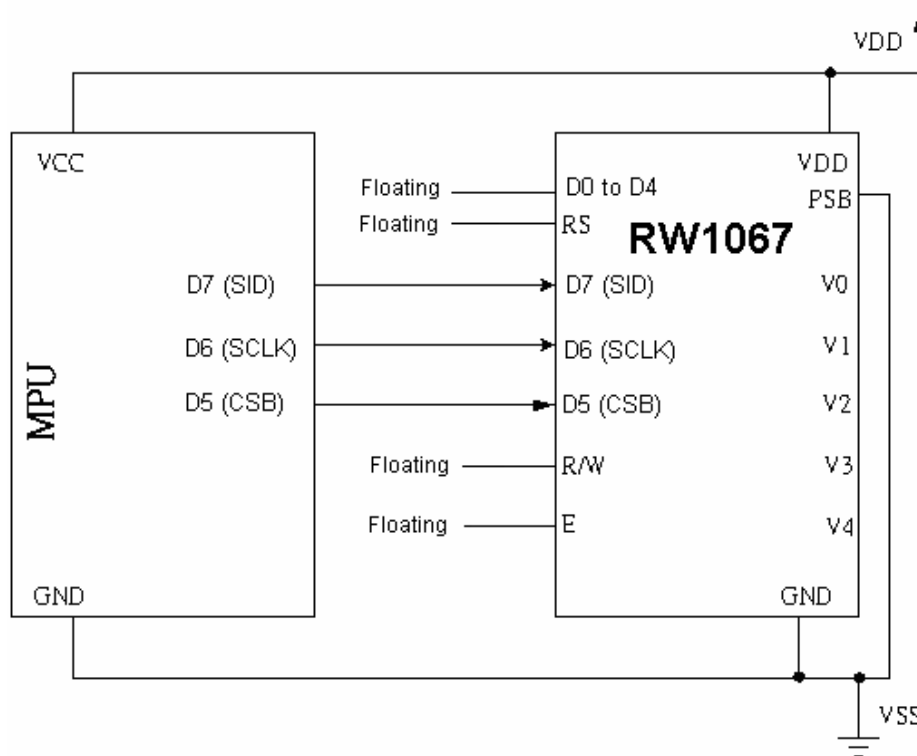 VDD
VCC
VDD
Floating
D0 to D4
PSB
Floating
RS
RW1067
D7 (SID)
D7 (SID)
V0
D6 (SCLK)
D6 (SCLK)
V1
MPU
D5 (CSB)
D5 (CSB)
V2
Floating
R/W
V3
Floating
E
V4
GND
GND
VSS